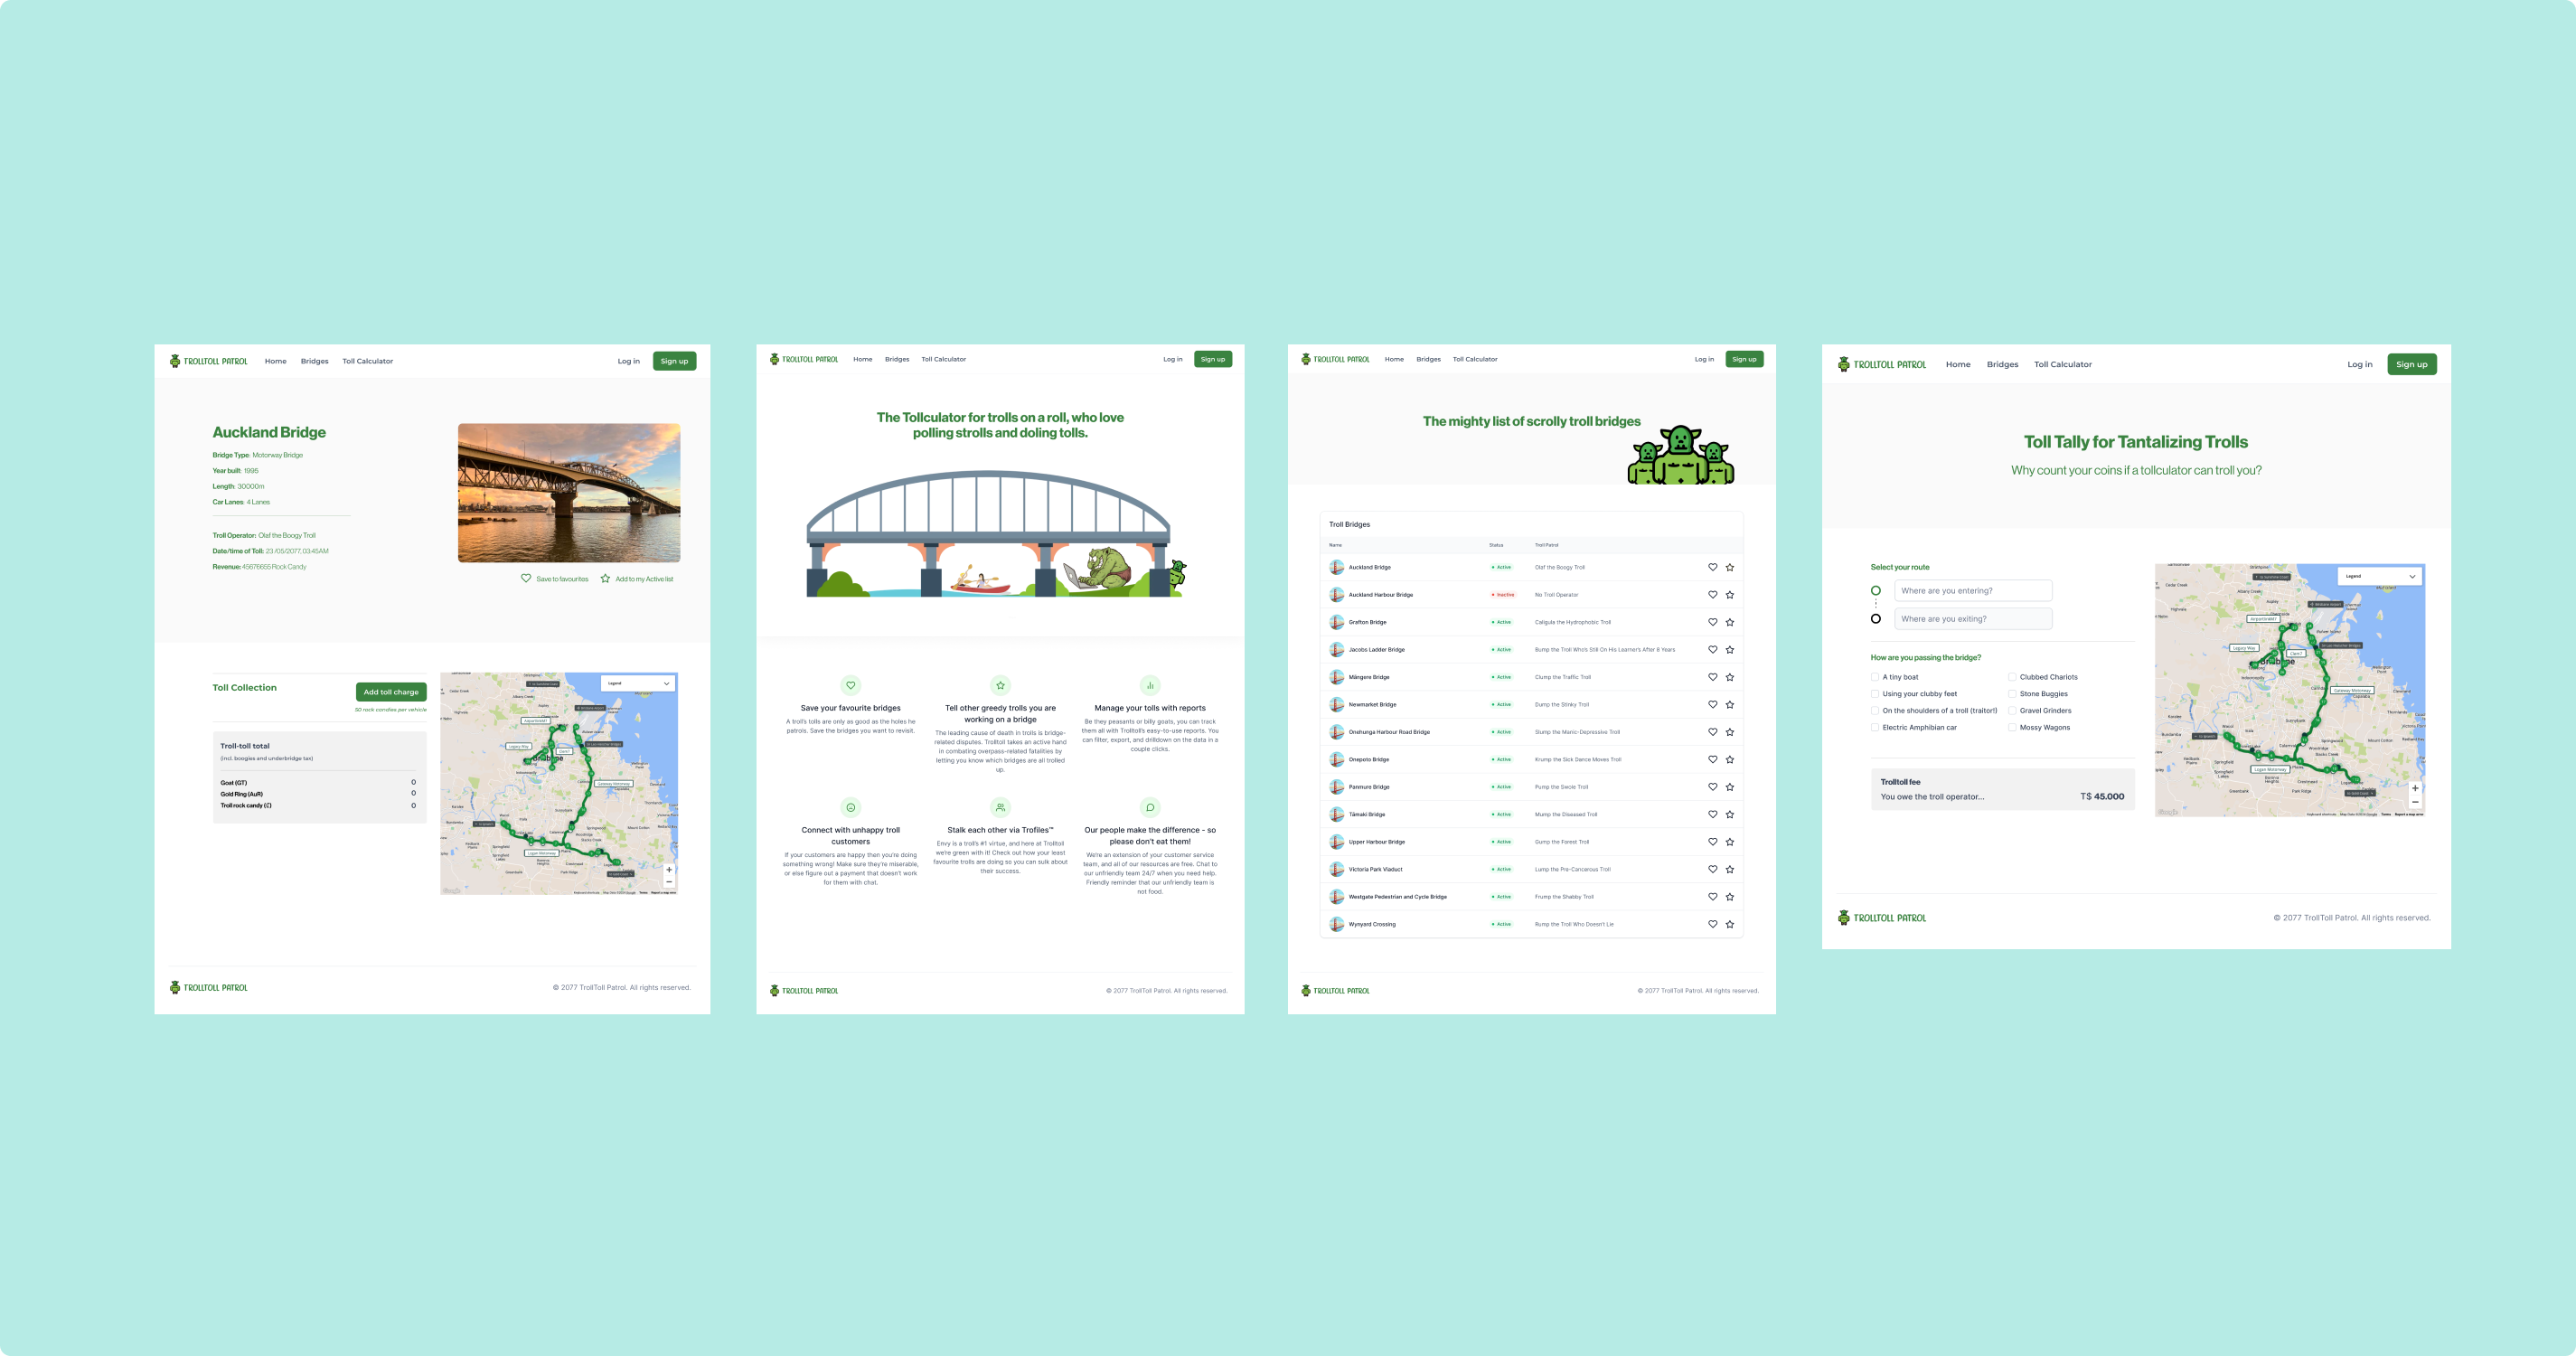 TROLLTOLL PATROL
Home
Bridges
Toll Calculator
Log in
Sign up
Auckland Bridge
Bridge Type: Motorway Bridge
Year built: 1995
Length: 30000m
Car Lanes: 4 Lanes
Troll Operator: Olaf the Boogy Troll
Date/time of Toll: 23 /05/2077, 03:45AM
Revenue: 45676655 Rock Candy
Save to favourites
Add to my Active list
Toll Collection
Add toll charge
50 rock candies per vehicle
Troll-toll total
(incl. boogies and underbridge tax)
Goat (GT) 0
Gold Ring (AuR) 0
Troll rock candy (₤) 0
Legend
TROLLTOLL PATROL
© 2077 TrollToll Patrol. All rights reserved.
TROLLTOLL PATROL
Home
Bridges
Toll Calculator
Log in
Sign up
The Tollculator for trolls on a roll, who love
polling strolls and doling tolls.
Save your favourite bridges
A troll's tolls are only as good as the holes he
patrols. Save the bridges you want to revisit.
Tell other greedy trolls you are
working on a bridge
The leading cause of death in trolls is bridge-
related disputes. Trolltoll takes an active hand
in combating overpass-related fatalities by
letting you know which bridges are all trolled
up.
Manage your tolls with reports
Be they peasants or billy goats, you can track
them all with Trolltoll's easy-to-use reports. You
can filter, export, and drilldown on the data in a
couple clicks.
Connect with unhappy troll
customers
If your customers are happy then you're doing
something wrong! Make sure they're miserable,
or else figure out a payment that doesn't work
for them with chat.
Stalk each other via Trofiles™
Envy is a troll's #1 virtue, and here at Trolltoll
we're green with it! Check out how your least
favourite trolls are doing so you can sulk about
their success.
Our people make the difference - so
please don't eat them!
We're an extension of your customer service
team, and all of our resources are free. Chat to
our unfriendly team 24/7 when you need help.
Friendly reminder that our unfriendly team is
not food.
TROLLTOLL PATROL
© 2077 TrollToll Patrol. All rights reserved.
TROLLTOLL PATROL
Home
Bridges
Toll Calculator
Log in
Sign up
The mighty list of scrolly troll bridges
Troll Bridges
Name Status Troll Patrol
Auckland Bridge Active Olaf the Boogy Troll
Auckland Harbour Bridge Inactive No Troll Operator
Grafton Bridge Active Caligula the Hydrophobic Troll
Jacobs Ladder Bridge Active Bump the Troll Who's Still On His Learner's After 6 Years
Māngere Bridge Active Clump the Traffic Troll
Newmarket Bridge Active Dump the Stinky Troll
Onehunga Harbour Road Bridge Active Slump the Manic-Depressive Troll
Onepoto Bridge Active Krump the Sick Dance Moves Troll
Panmure Bridge Active Pump the Swole Troll
Tāmaki Bridge Active Mump the Diseased Troll
Upper Harbour Bridge Active Gump the Forest Troll
Victoria Park Viaduct Active Lump the Pre-Cancerous Troll
Westgate Pedestrian and Cycle Bridge Active Frump the Shabby Troll
Wynyard Crossing Active Rump the Troll Who Doesn't Lie
TROLLTOLL PATROL
© 2077 TrollToll Patrol. All rights reserved.
TROLLTOLL PATROL
Home
Bridges
Toll Calculator
Log in
Sign up
Toll Tally for Tantalizing Trolls
Why count your coins if a tollculator can troll you?
Select your route
Where are you entering?
Where are you exiting?
How are you passing the bridge?
A tiny boat
Clubbed Chariots
Using your clubby feet
Stone Buggies
On the shoulders of a troll (traitor!)
Gravel Grinders
Electric Amphibian car
Mossy Wagons
Trolltoll fee
You owe the troll operator... T$ 45.000
Legend
Legacy Way
Gateway Motorway
Logan Motorway
TROLLTOLL PATROL
© 2077 TrollToll Patrol. All rights reserved.